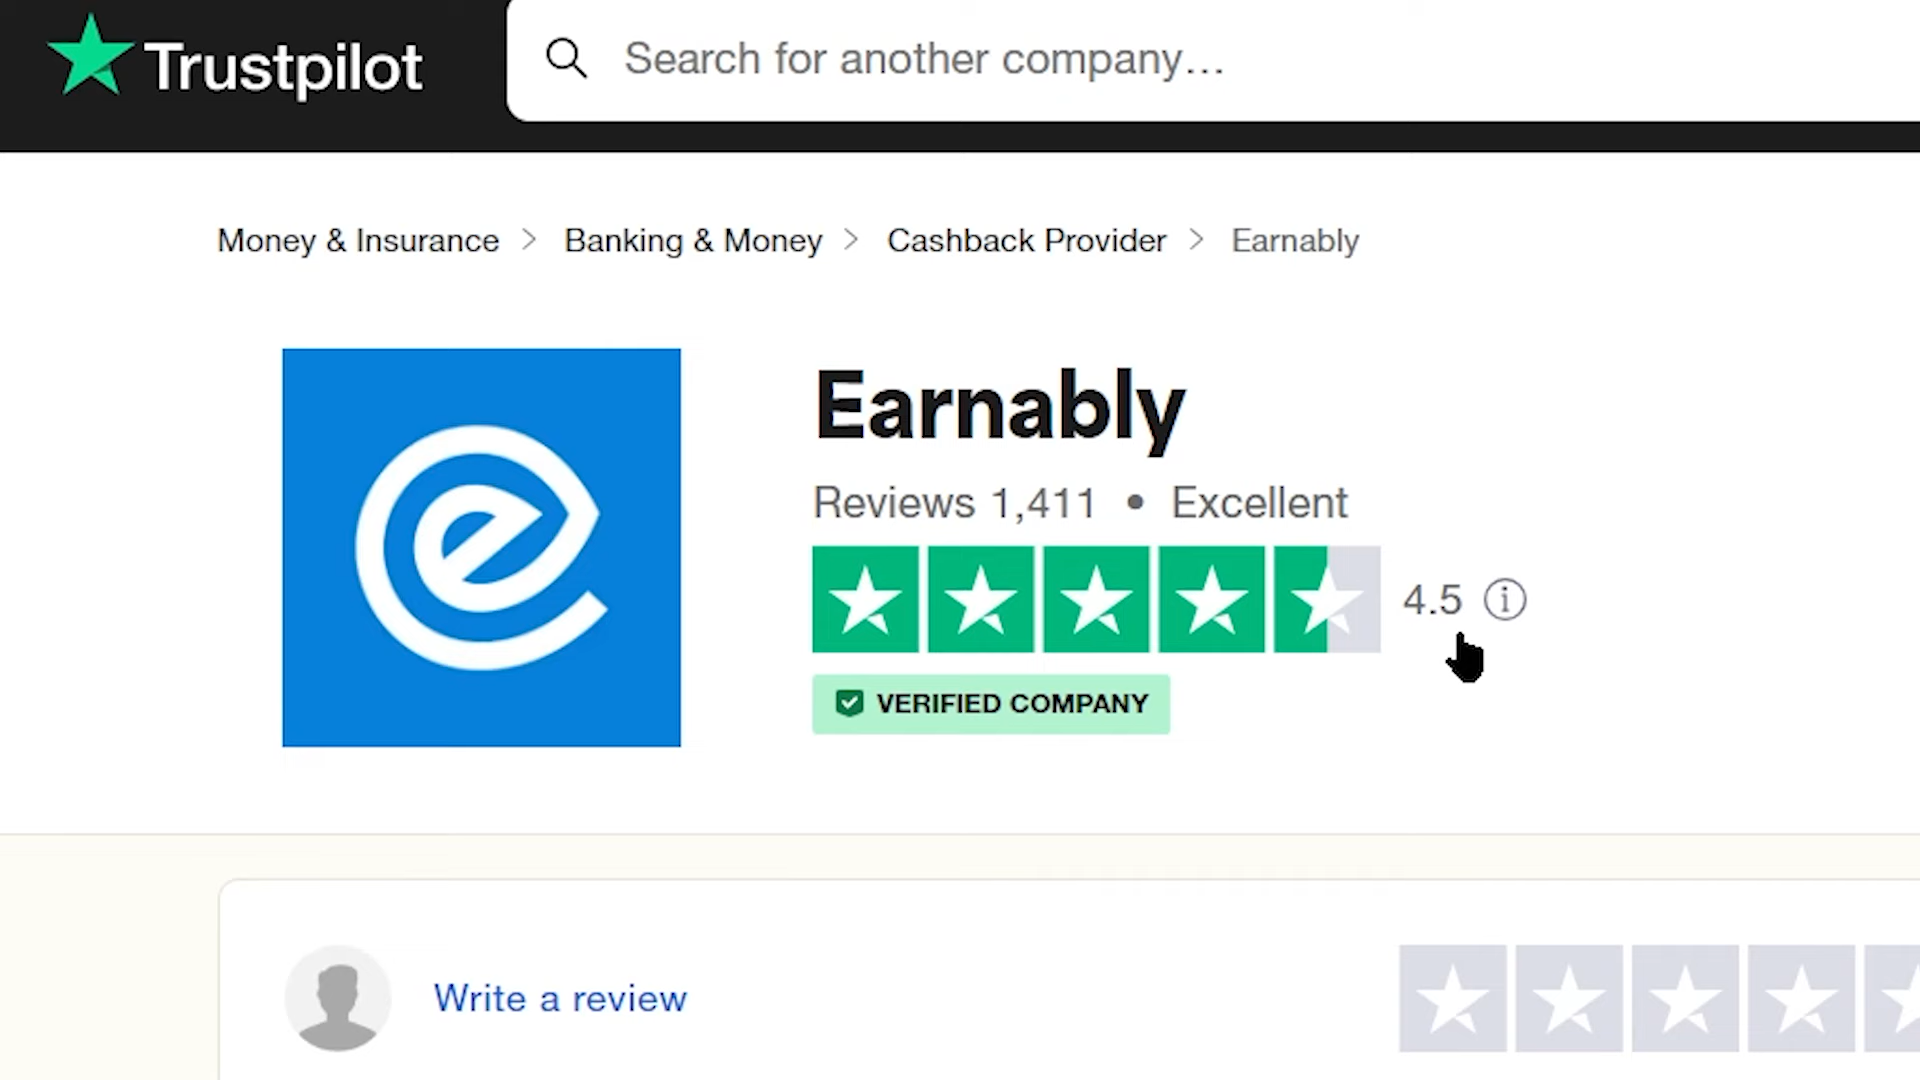 Trustpilot
Search for another company...
Money & Insurance > Banking & Money > Cashback Provider > Earnably
Earnably
Reviews 1,411 • Excellent
4.5
VERIFIED COMPANY
Write a review